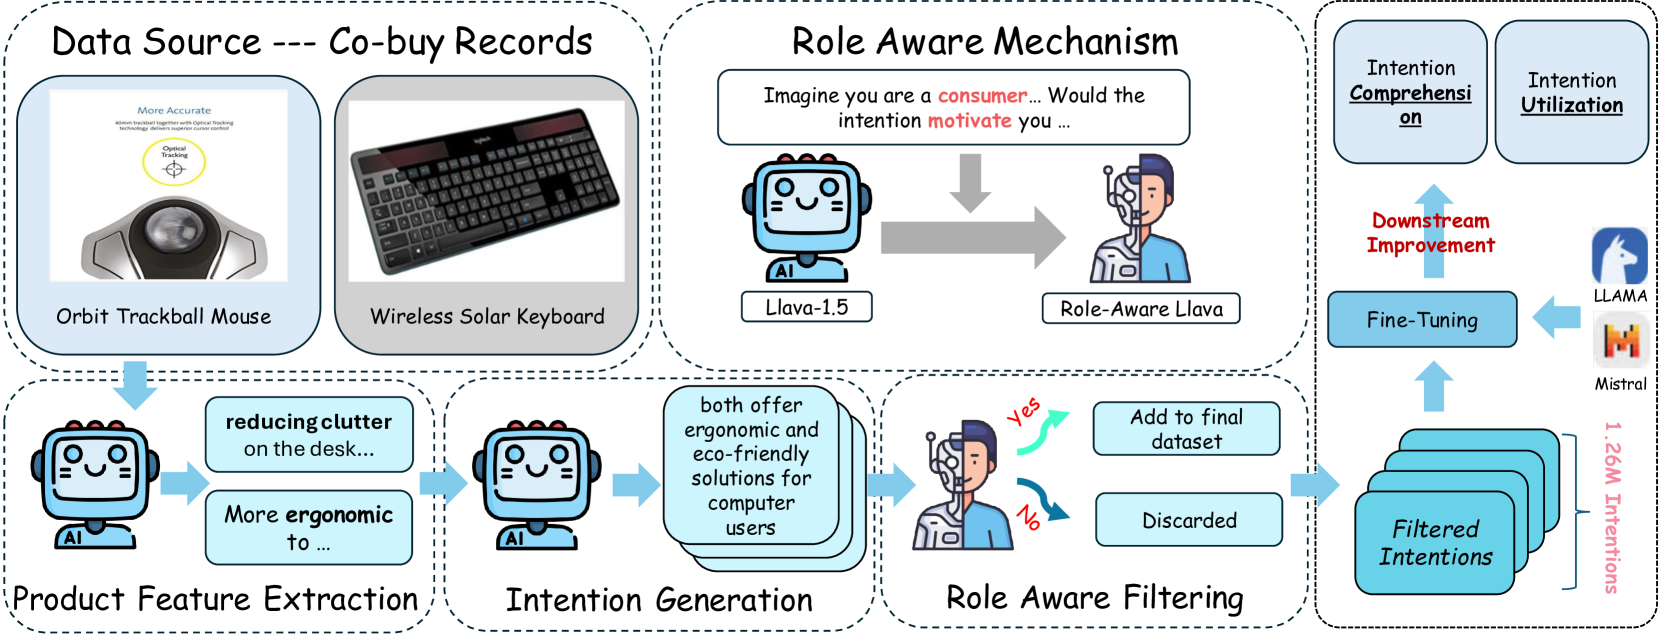 Data Source --- Co-buy Records
More Accurate
40mm trackball together with Optical Tracking
technology delivers superior cursor control
Optical
Tracking
Orbit Trackball Mouse
logitech
Wireless Solar Keyboard
Role Aware Mechanism
Imagine you are a consumer... Would the
intention motivate you ...
AI
Llava-1.5
Role-Aware Llava
Intention
Comprehensi
on
Intention
Utilization
Downstream
Improvement
LLAMA
Fine-Tuning
Mistral
AI
reducing clutter
on the desk...
More ergonomic
to ...
Product Feature Extraction
AI
both offer
ergonomic and
eco-friendly
solutions for
computer
users
Intention Generation
Yes
No
Add to final
dataset
Discarded
Role Aware Filtering
Filtered
Intentions
1.26M Intentions